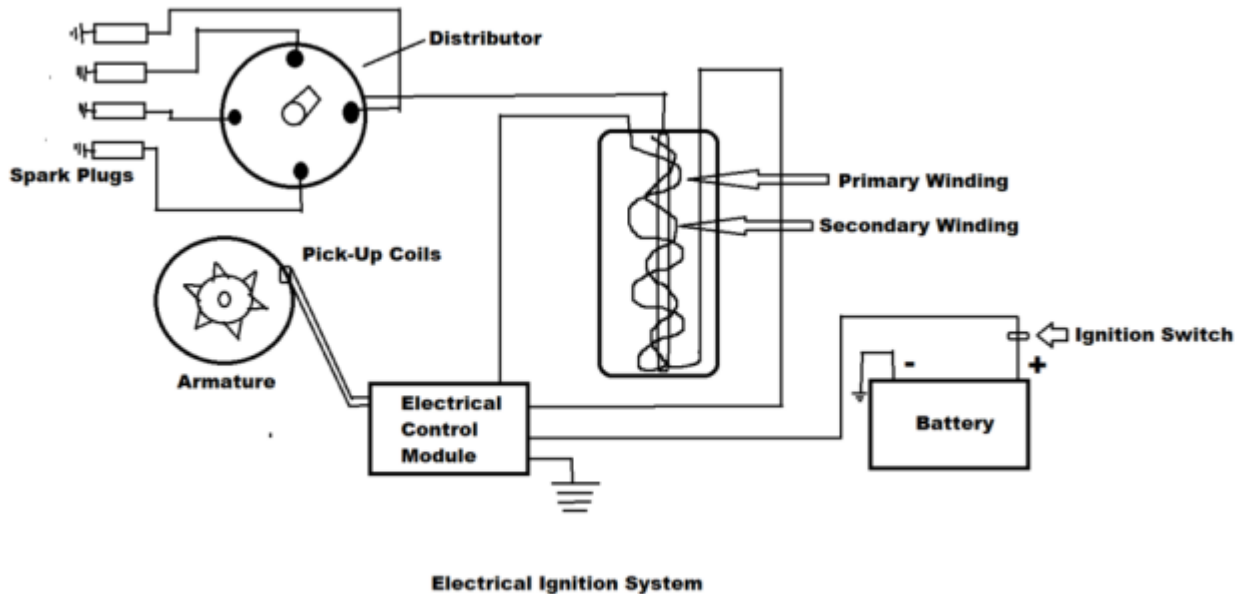 Distributor
Spark Plugs
Primary Winding
Secondary Winding
Pick-Up Coils
Armature
Ignition Switch
- +
Battery
Electrical
Control
Module
Electrical Ignition System